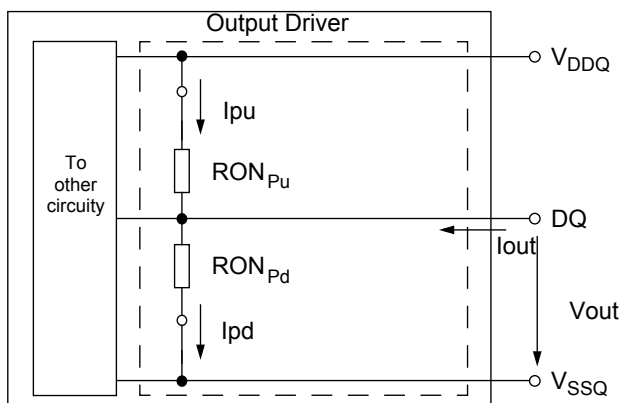 Output Driver
VDDQ
Ipu
To
other
circuity
RONPu
DQ
Iout
RONPd
Vout
Ipd
VSSQ